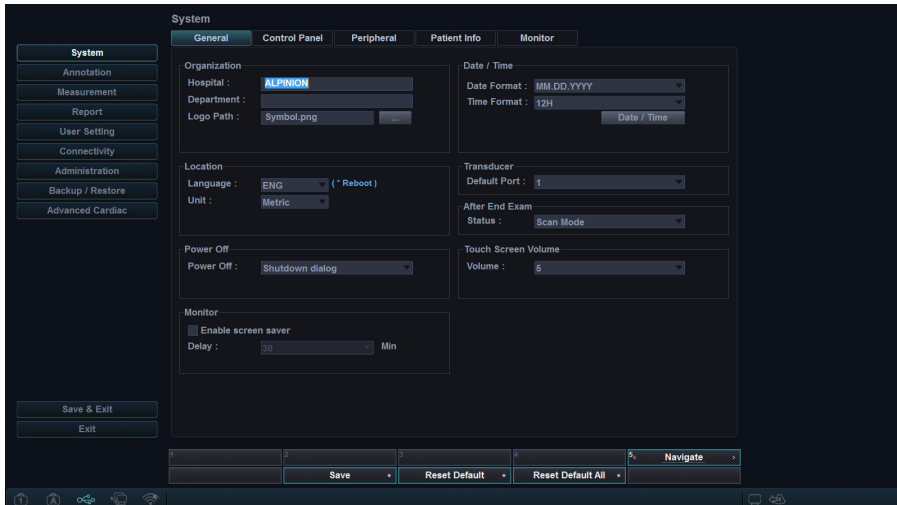 System
General Control Panel Peripheral Patient Info Monitor
System
Annotation
Measurement
Report
User Setting
Connectivity
Administration
Backup / Restore
Advanced Cardiac
Save & Exit
Exit
Organization
Hospital : ALPINION
Department :
Logo Path : Symbol.png ...
Date / Time
Date Format : MM.DD.YYYY
Time Format : 12H
Date / Time
Location
Language : ENG ( * Reboot )
Unit : Metric
Transducer
Default Port : 1
After End Exam
Status : Scan Mode
Power Off
Power Off : Shutdown dialog
Touch Screen Volume
Volume : 5
Monitor
Enable screen saver
Delay : 30 Min
1 2 3 4 5 Navigate
Save Reset Default Reset Default All
1 A